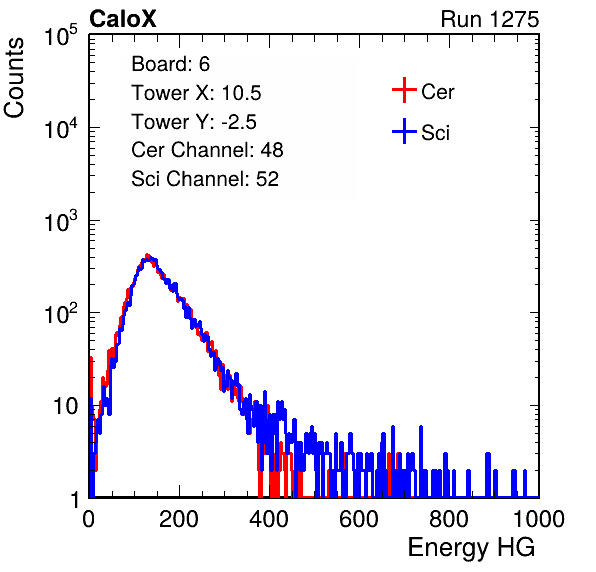 CaloX Run 1275
Counts
10^5
10^4
10^3
10^2
10
1
Board: 6
Tower X: 10.5
Tower Y: -2.5
Cer Channel: 48
Sci Channel: 52
Cer
Sci
0 200 400 600 800 1000
Energy HG